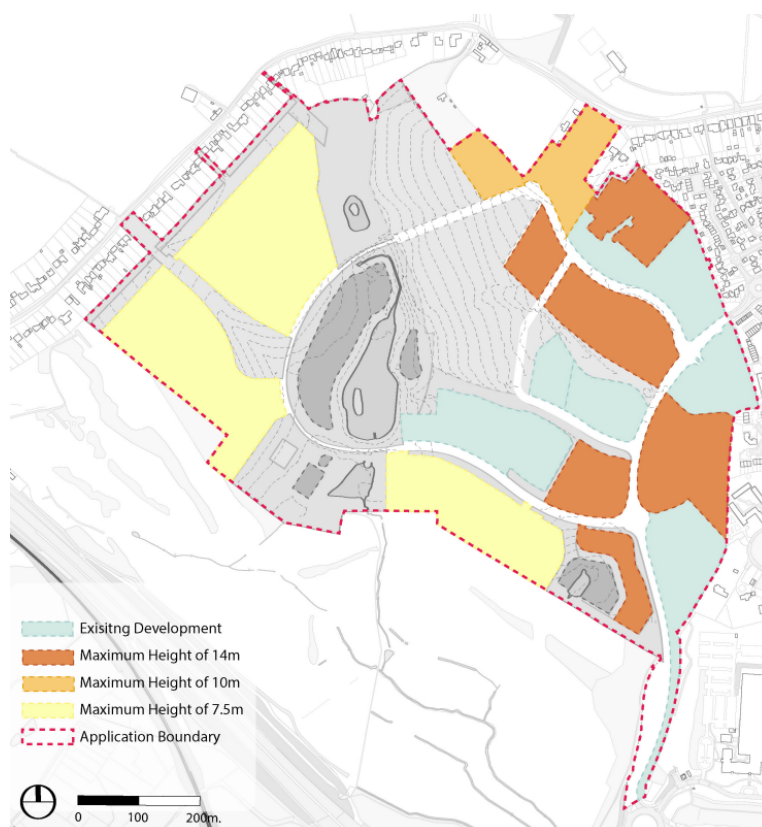 Exisitng Development
Maximum Height of 14m
Maximum Height of 10m
Maximum Height of 7.5m
Application Boundary
0 100 200m.